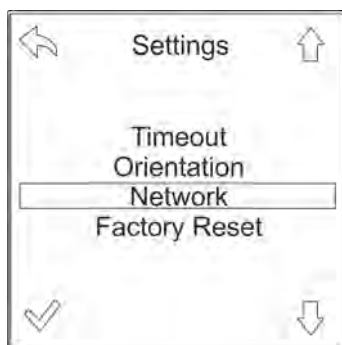 Settings
Timeout
Orientation
Network
Factory Reset